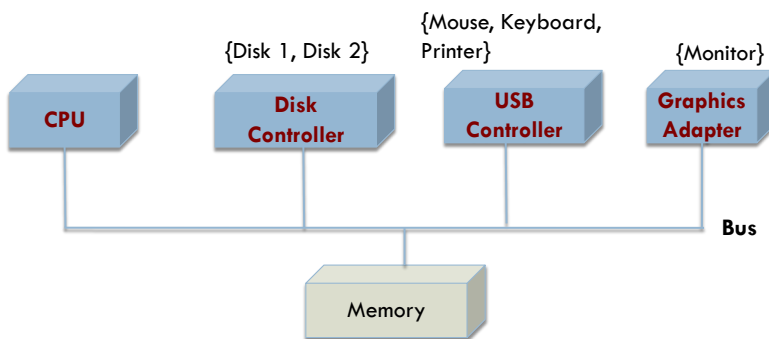 {Disk 1, Disk 2}
{Mouse, Keyboard,
Printer}
{Monitor}
CPU
Disk
Controller
USB
Controller
Graphics
Adapter
Bus
Memory